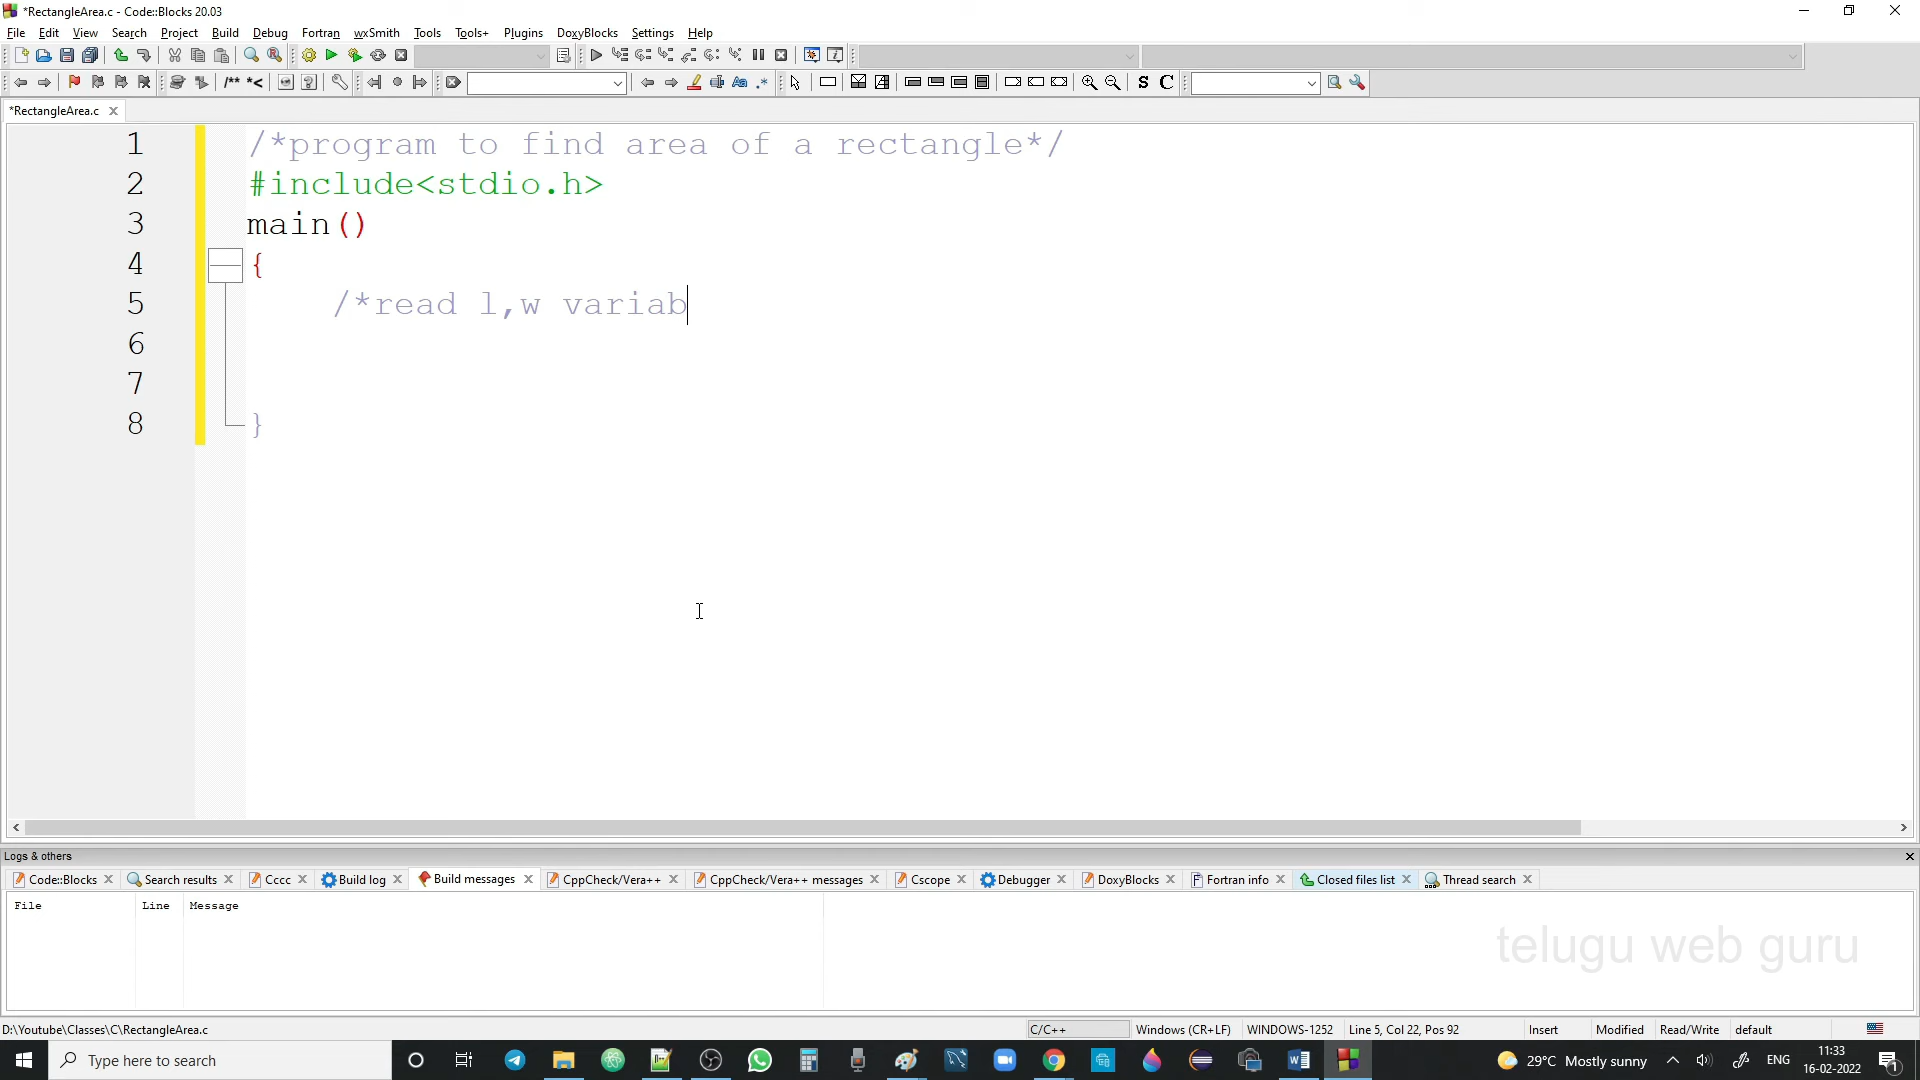 *RectangleArea.c - Code::Blocks 20.03
File Edit View Search Project Build Debug Fortran wxSmith Tools Tools+ Plugins DoxyBlocks Settings Help
/** *<
S C
*RectangleArea.c
1 /*program to find area of a rectangle*/
2 #include<stdio.h>
3 main()
4 {
5 /*read l,w variab
6
7
8 }
Logs & others
Code::Blocks Search results Cccc Build log Build messages CppCheck/Vera++ CppCheck/Vera++ messages Cscope Debugger DoxyBlocks Fortran info Closed files list Thread search
File Line Message
telugu web guru
D:\Youtube\Classes\C\RectangleArea.c C/C++ Windows (CR+LF) WINDOWS-1252 Line 5, Col 22, Pos 92 Insert Modified Read/Write default
Type here to search 29°C Mostly sunny ENG 11:33
16-02-2022 1